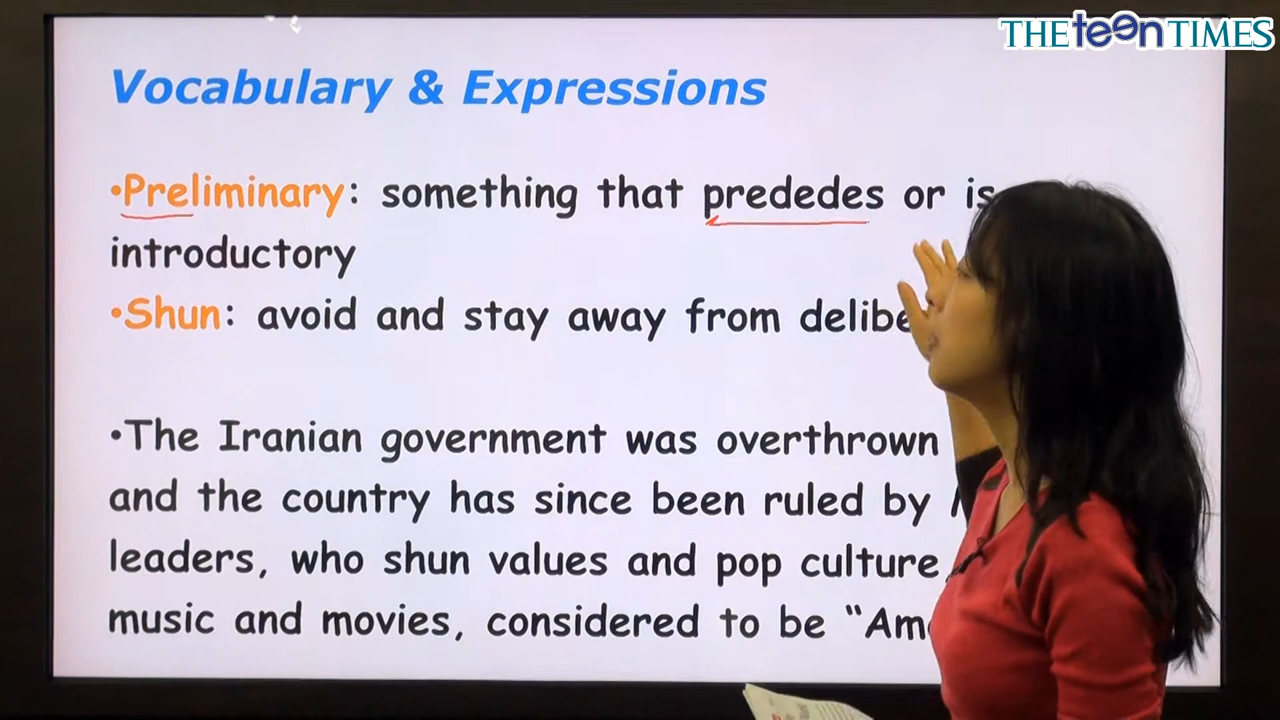 THE teen TIMES
Vocabulary & Expressions
•Preliminary: something that prededes or is
introductory
•Shun: avoid and stay away from
•The Iranian government was overthrown
and the country has since been ruled by
leaders, who shun values and pop culture
music and movies, considered to be